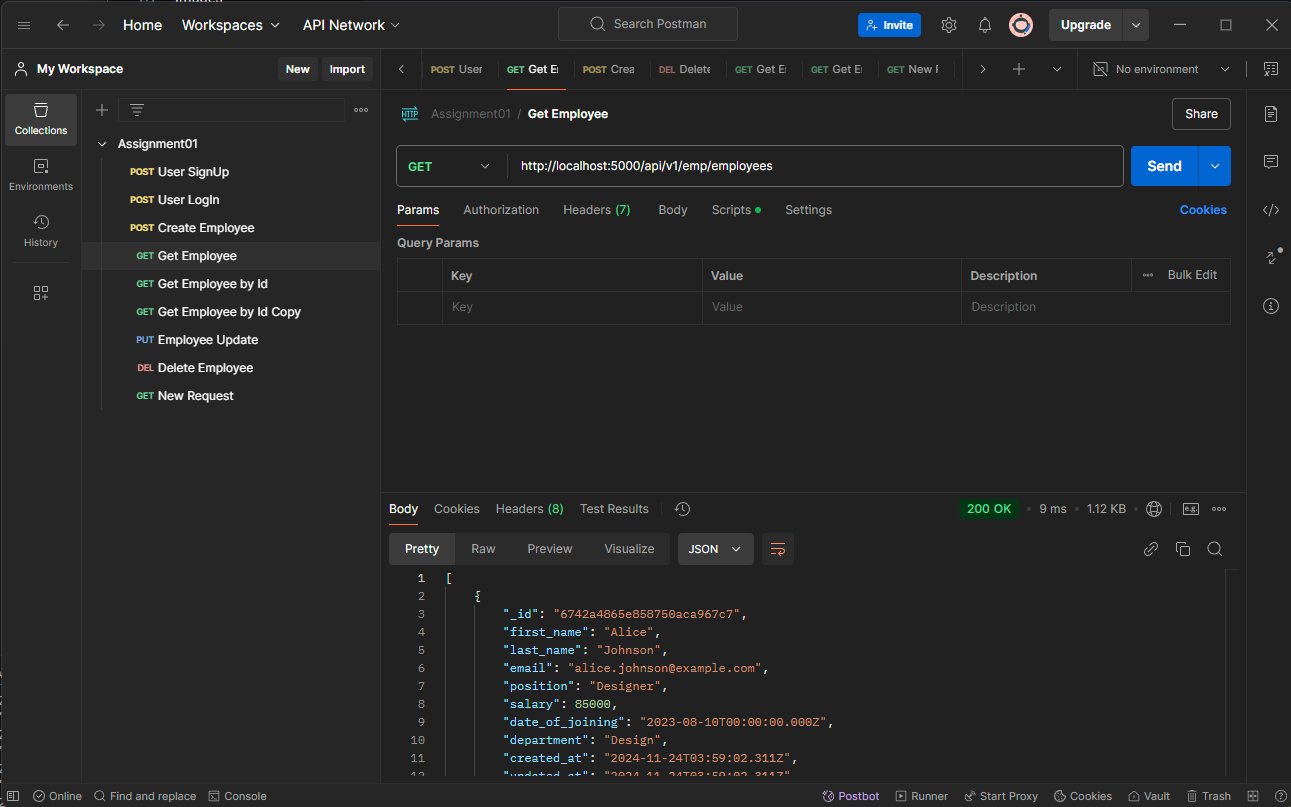 Home Workspaces API Network Search Postman Invite Upgrade
My Workspace New Import POST User GET Get E POST Crea DEL Delete GET Get E GET Get E GET New No environment
Collections
Environments
History
Assignment01
POST User SignUp
POST User LogIn
POST Create Employee
GET Get Employee
GET Get Employee by Id
GET Get Employee by Id Copy
PUT Employee Update
DEL Delete Employee
GET New Request
HTTP Assignment01 / Get Employee Share
GET http://localhost:5000/api/v1/emp/employees Send
Params Authorization Headers (7) Body Scripts Settings Cookies
Query Params
Key Value Description Bulk Edit
Key Value Description
Body Cookies Headers (8) Test Results 200 OK 9 ms 1.12 KB e.g.
Pretty Raw Preview Visualize JSON
1 [
2 {
3 "_id": "6742a4865e858750aca967c7",
4 "first_name": "Alice",
5 "last_name": "Johnson",
6 "email": "alice.johnson@example.com",
7 "position": "Designer",
8 "salary": 85000,
9 "date_of_joining": "2023-08-10T00:00:00.000Z",
10 "department": "Design",
11 "created_at": "2024-11-24T03:59:02.311Z",
12 "updated_at": "2024-11-24T03:59:02.311Z"
Online Find and replace Console Postbot Runner Start Proxy Cookies Vault Trash